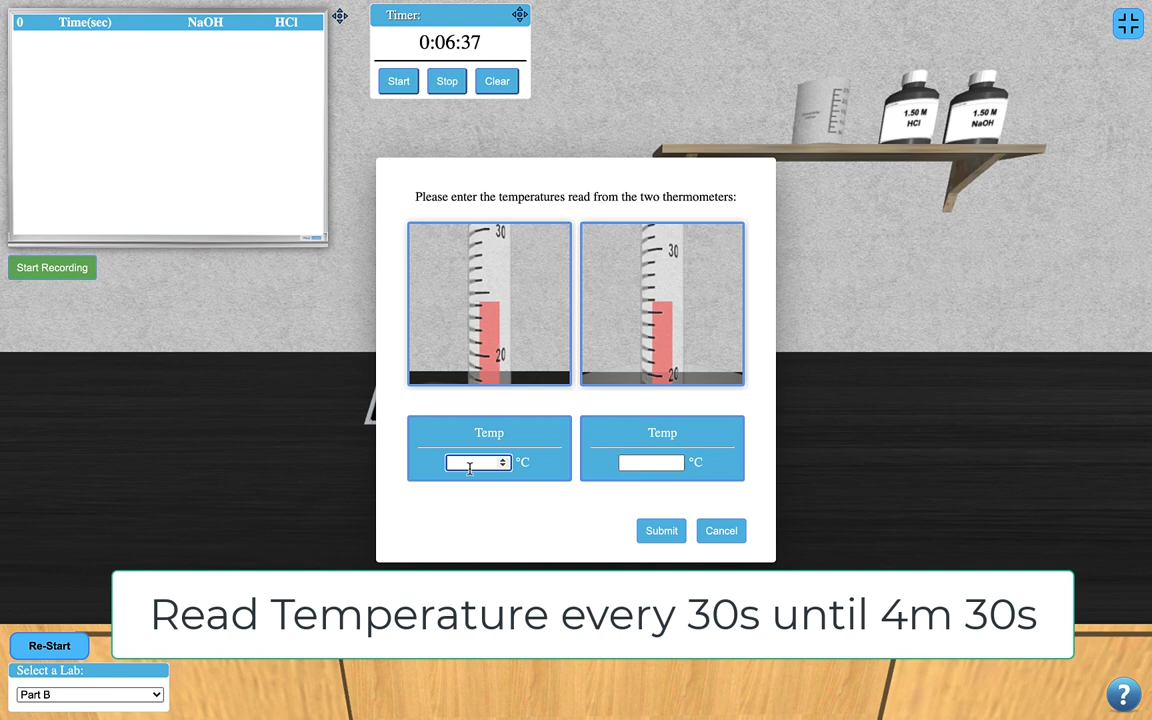 0 Time(sec) NaOH HCl
Timer:
0:06:37
Start Stop Clear
1.50 M
HCl
1.50 M
NaOH
Start Recording
Please enter the temperatures read from the two thermometers:
30
20
30
20
Temp
°C
Temp
°C
Submit Cancel
Read Temperature every 30s until 4m 30s
Re-Start
Select a Lab:
Part B
?